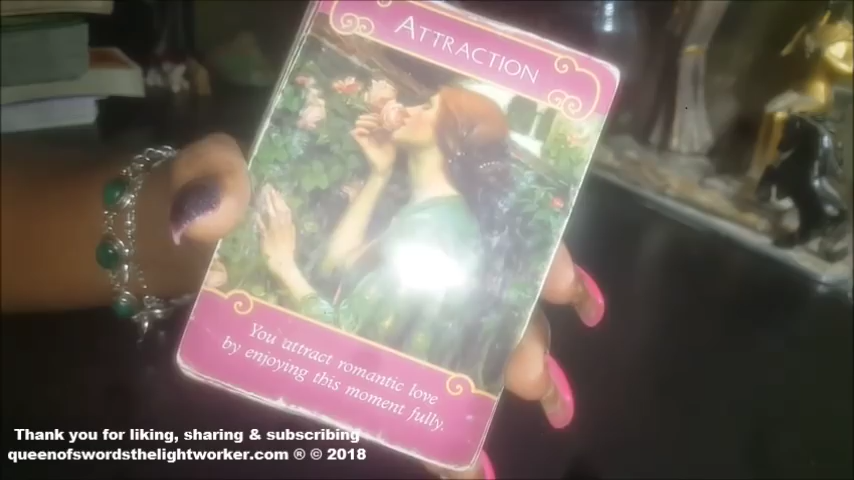 ATTRACTION
You attract romantic love
by enjoying this moment fully.
Thank you for liking, sharing & subscribing
queenofswordsthelightworker.com ® © 2018